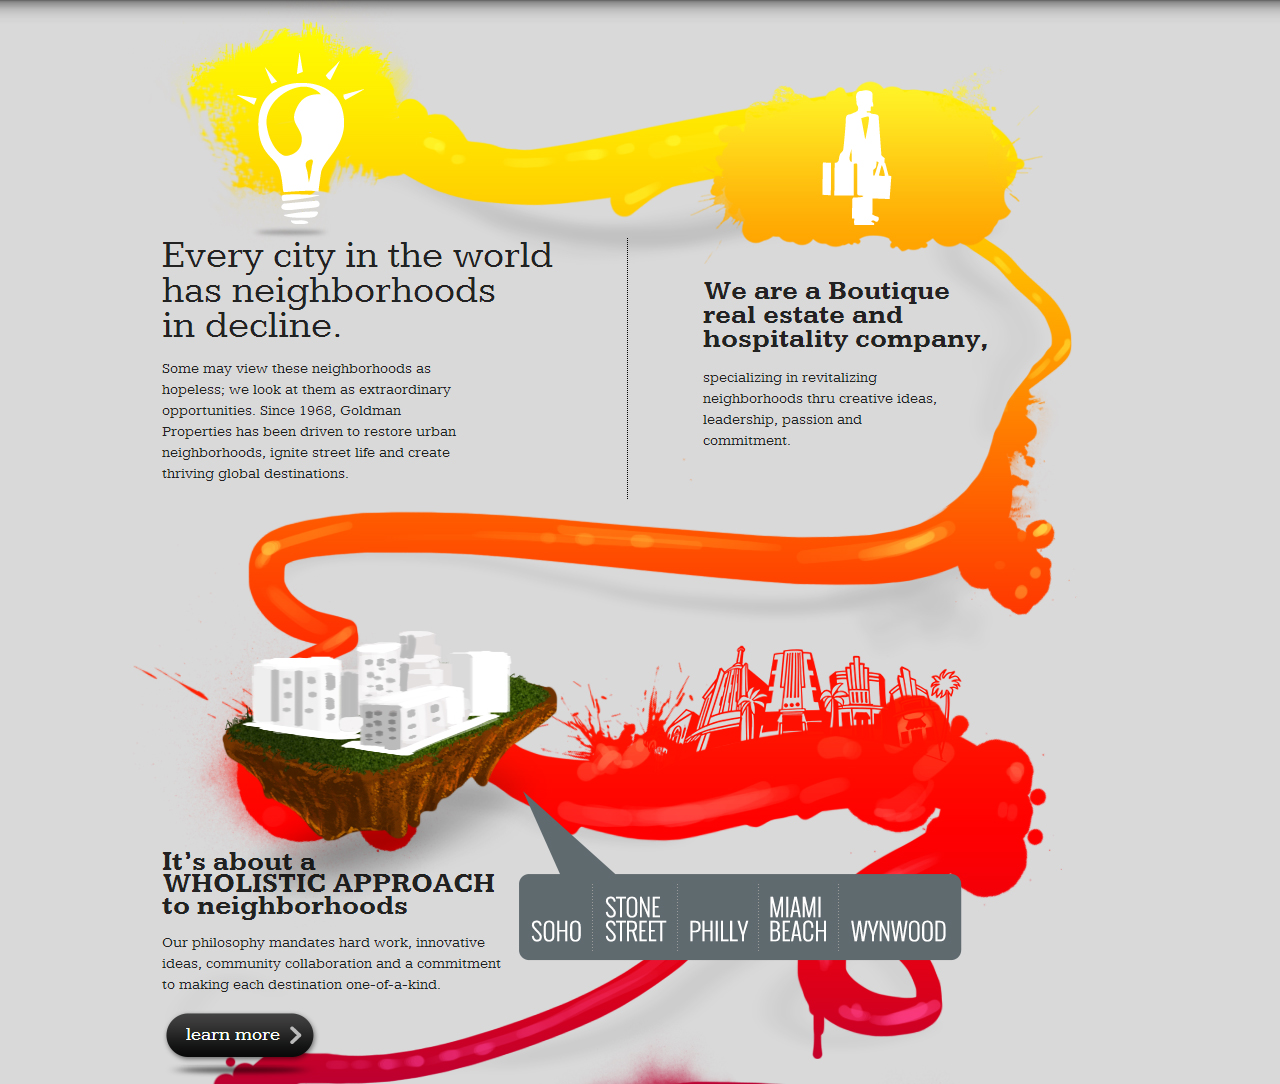 Every city in the world
has neighborhoods
in decline.
Some may view these neighborhoods as
hopeless; we look at them as extraordinary
opportunities. Since 1968, Goldman
Properties has been driven to restore urban
neighborhoods, ignite street life and create
thriving global destinations.
We are a Boutique
real estate and
hospitality company,
specializing in revitalizing
neighborhoods thru creative ideas,
leadership, passion and
commitment.
It's about a
WHOLISTIC APPROACH
to neighborhoods
Our philosophy mandates hard work, innovative
ideas, community collaboration and a commitment
to making each destination one-of-a-kind.
learn more
SOHO
STONE
STREET
PHILLY
MIAMI
BEACH
WYNWOOD